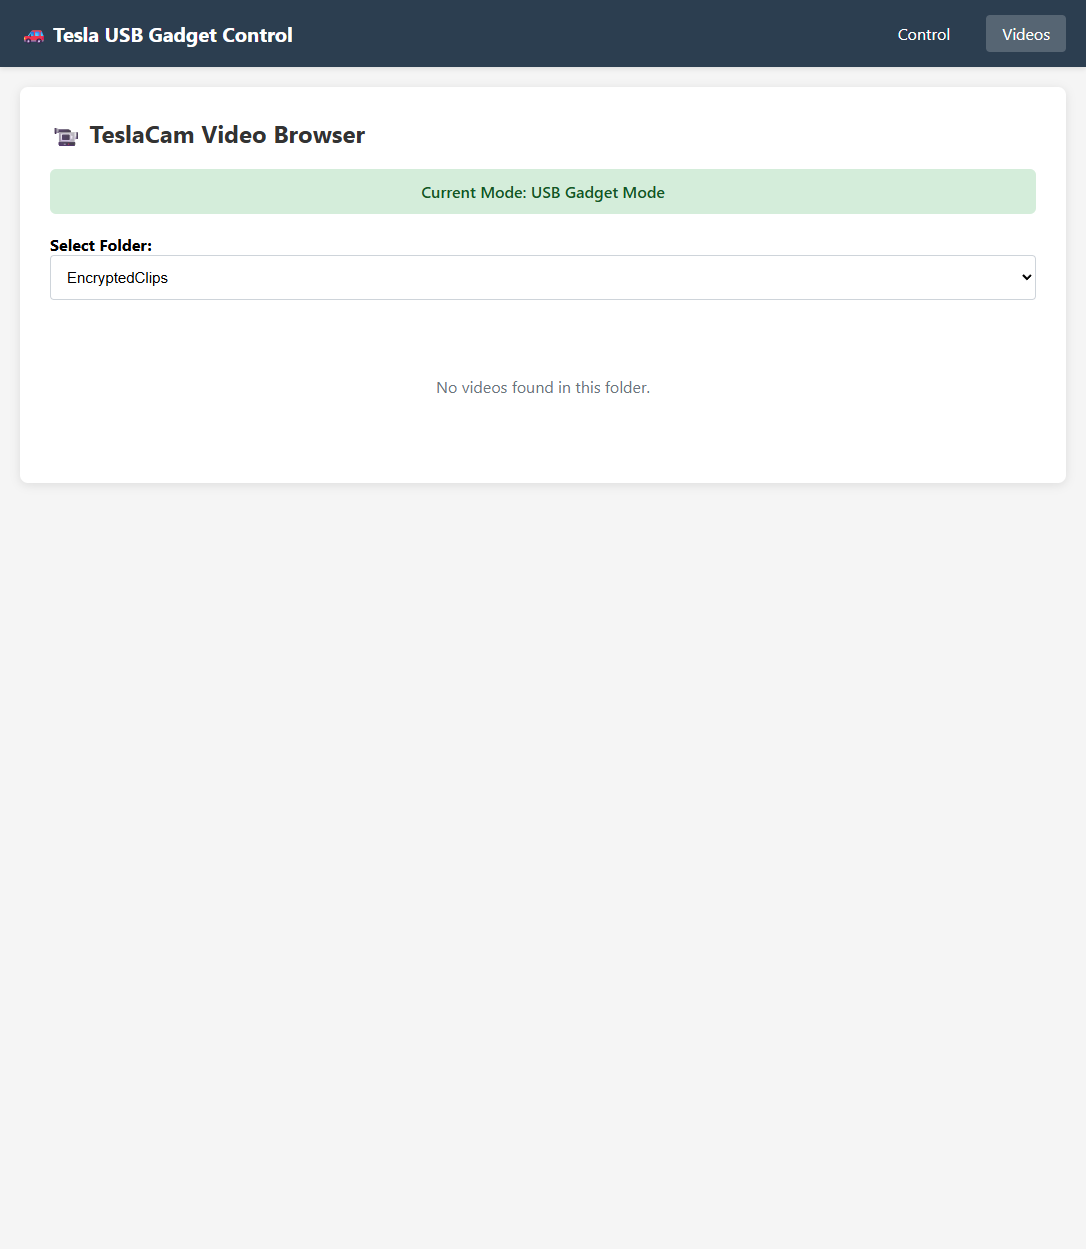 Tesla USB Gadget Control
Control
Videos
TeslaCam Video Browser
Current Mode: USB Gadget Mode
Select Folder:
EncryptedClips
No videos found in this folder.